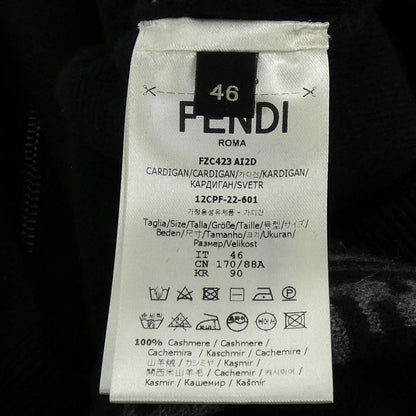 46
FENDI
ROMA
FZC423 AI2D
CARDIGAN/CARDIGAN/가디건/KARDIGAN/
КАРДИГАН/SVETR
12CPF-22-601
가정용섬유제품 - 가디건
Taglia/Size/Talla/Größe/Taille/号型/サイズ/
Beden/尺寸/Tamanho/크기/Ukuran/
Размер/Velikost
IT 46
CN 170/88A
KR 90
100% Cashmere / Cashmere /
Cachemira / Kaschmir / Cachemire /
山羊绒 / カシミヤ / Kaşmir /
開西米山羊毛 / Caxemira / 캐시미어 /
Kasmir / Кашемир / Kašmír